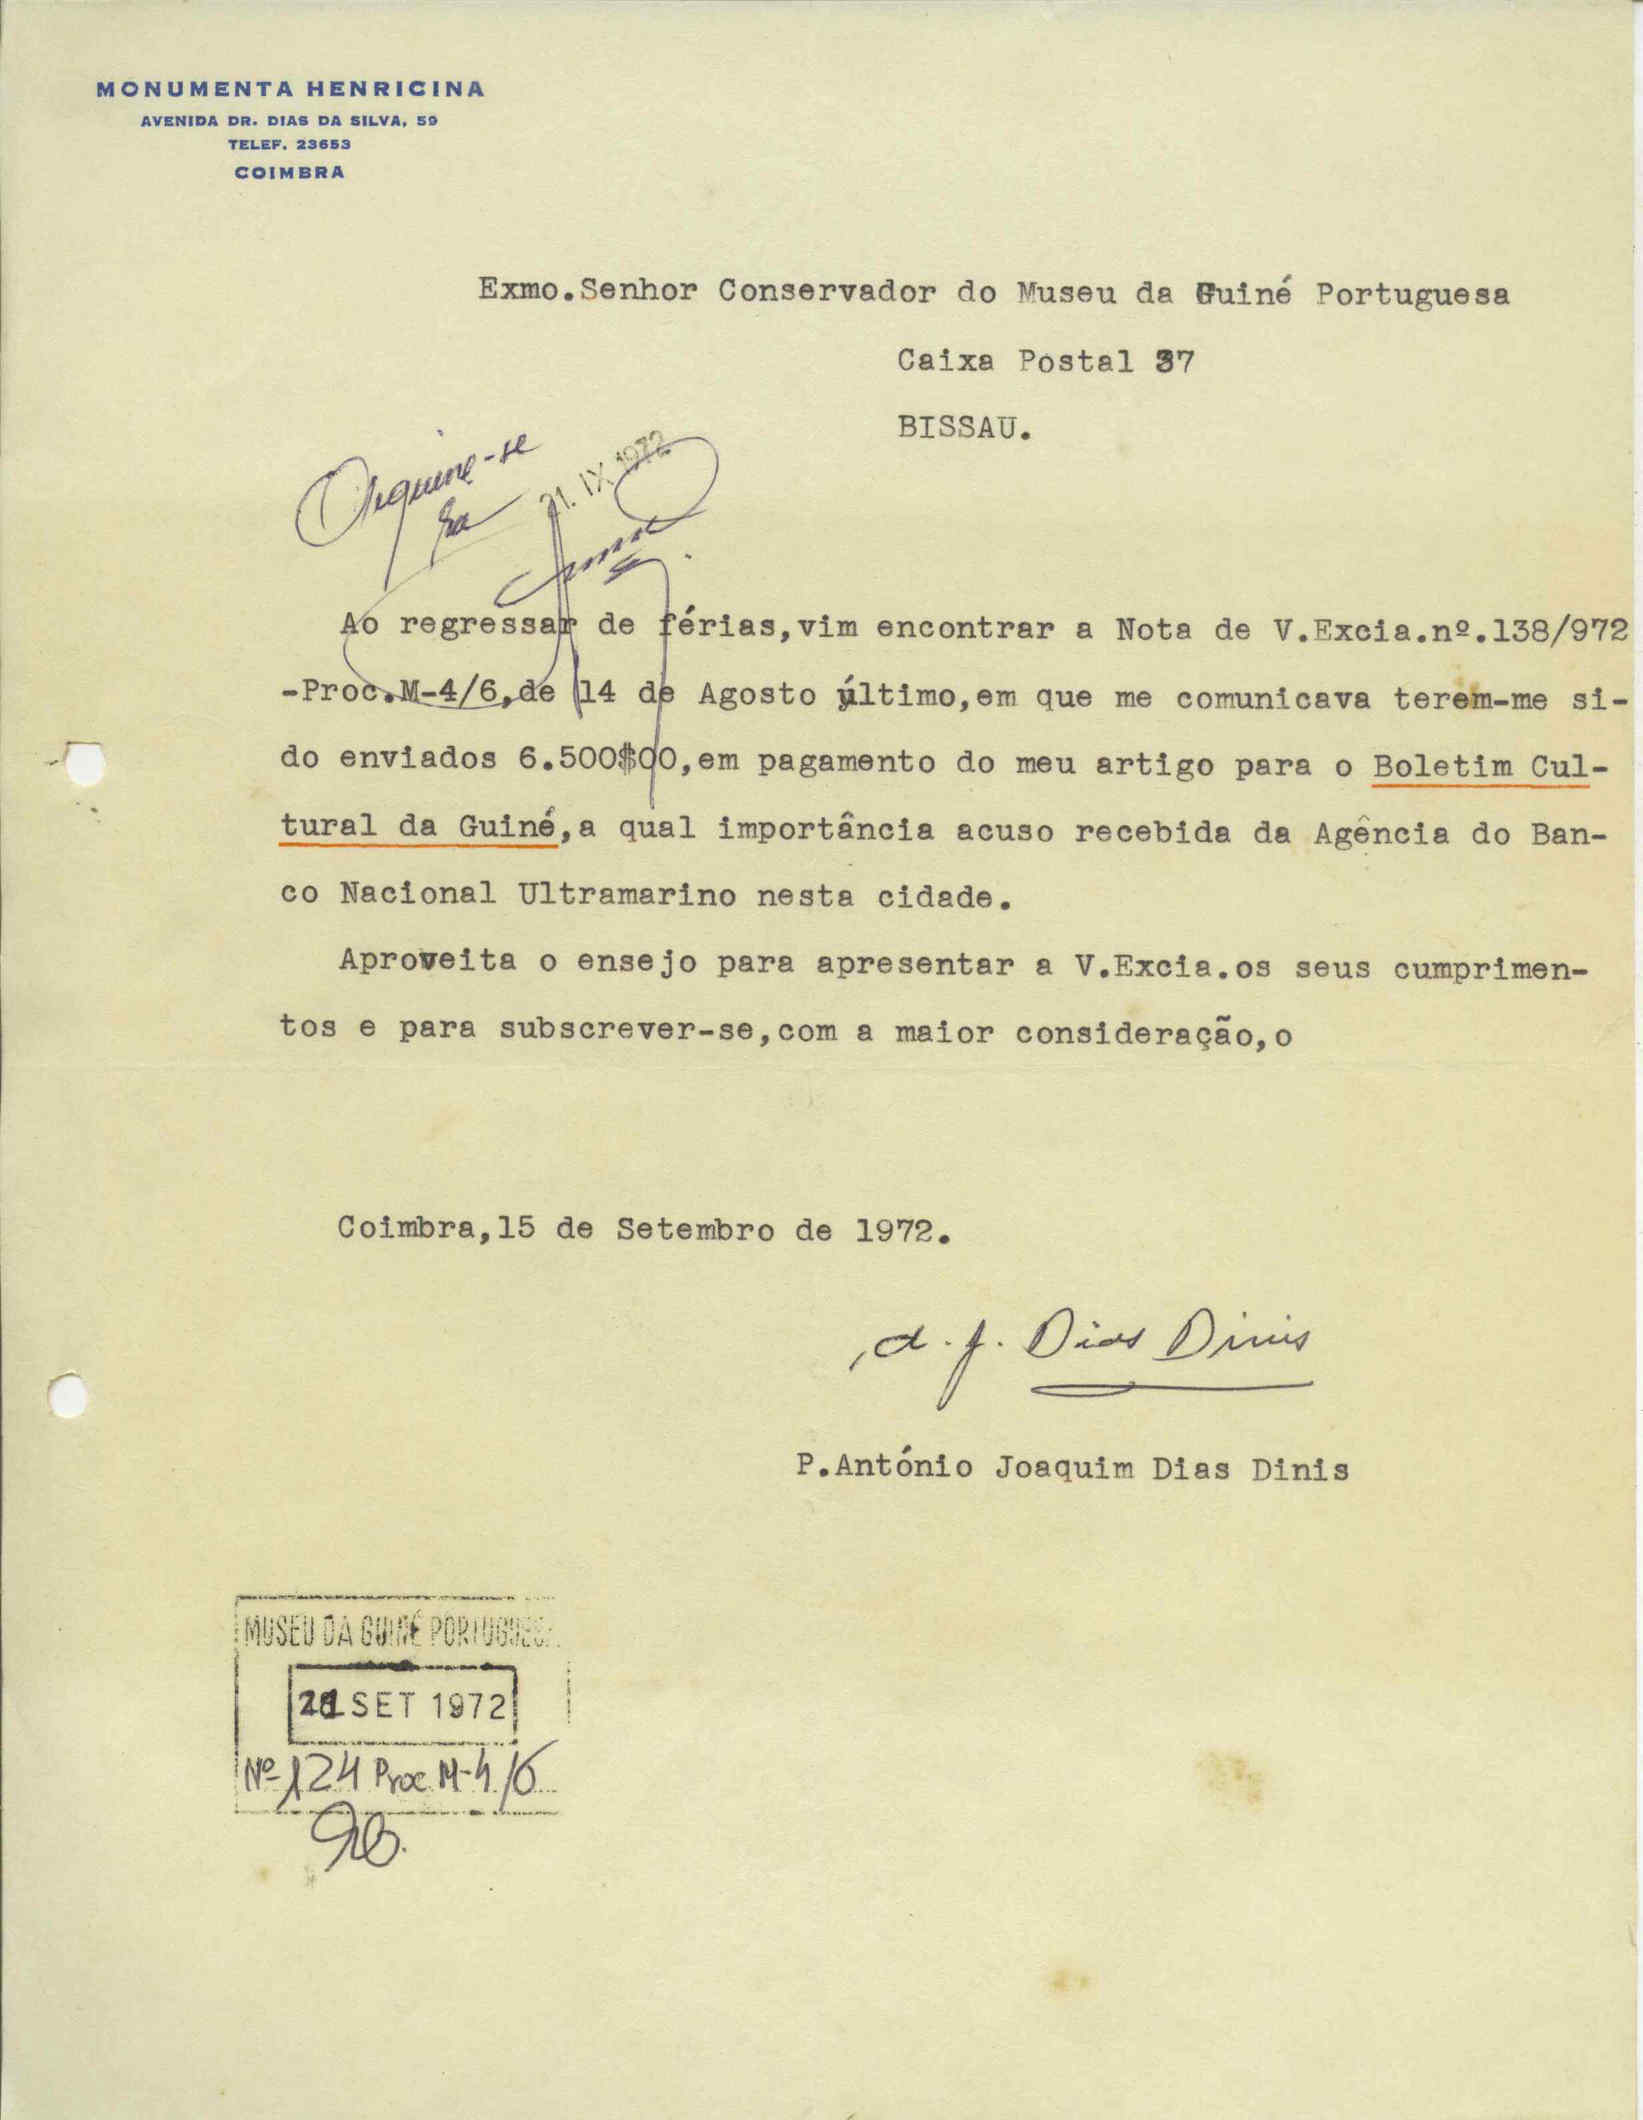 MONUMENTA HENRICINA
AVENIDA DR. DIAS DA SILVA, 59
TELEF. 23653
COIMBRA
Exmo.Senhor Conservador do Museu da Guiné Portuguesa
Caixa Postal 37
BISSAU.
Arquive-se
21. IX 1972
Ao regressar de férias,vim encontrar a Nota de V.Excia.nº.138/972
-Proc.M-4/6,de 14 de Agosto último,em que me comunicava terem-me si-
do enviados 6.500$00,em pagamento do meu artigo para o Boletim Cul-
tural da Guiné,a qual importância acuso recebida da Agência do Ban-
co Nacional Ultramarino nesta cidade.
Aproveita o ensejo para apresentar a V.Excia.os seus cumprimen-
tos e para subscrever-se,com a maior consideração,o
Coimbra,15 de Setembro de 1972.
A. J. Dias Dinis
P.António Joaquim Dias Dinis
MUSEU DA GUINÉ PORTUGUESA
21 SET 1972
Nº 124 Proc M-4/6